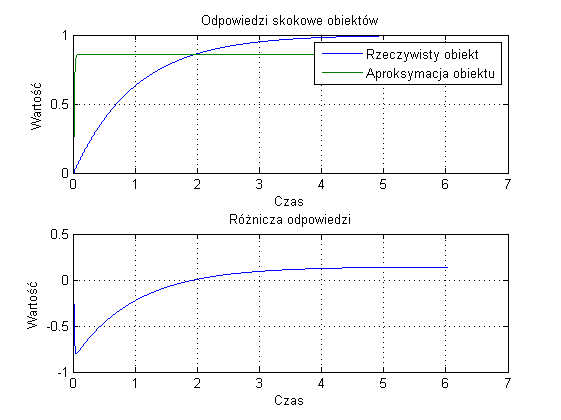 Odpowiedzi skokowe obiektów
1
0.5
0
Wartość
Rzeczywisty obiekt
Aproksymacja obiektu
0 1 2 3 4 5 6 7
Czas
Różnicza odpowiedzi
0.5
0
-0.5
-1
Wartość
0 1 2 3 4 5 6 7
Czas